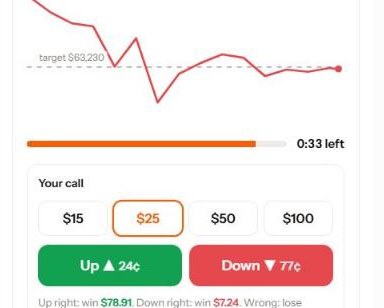 target $63,230
0:33 left
Your call
$15 $25 $50 $100
Up ▲ 24¢ Down ▼ 77¢
Up right: win $78.91. Down right: win $7.24. Wrong: lose